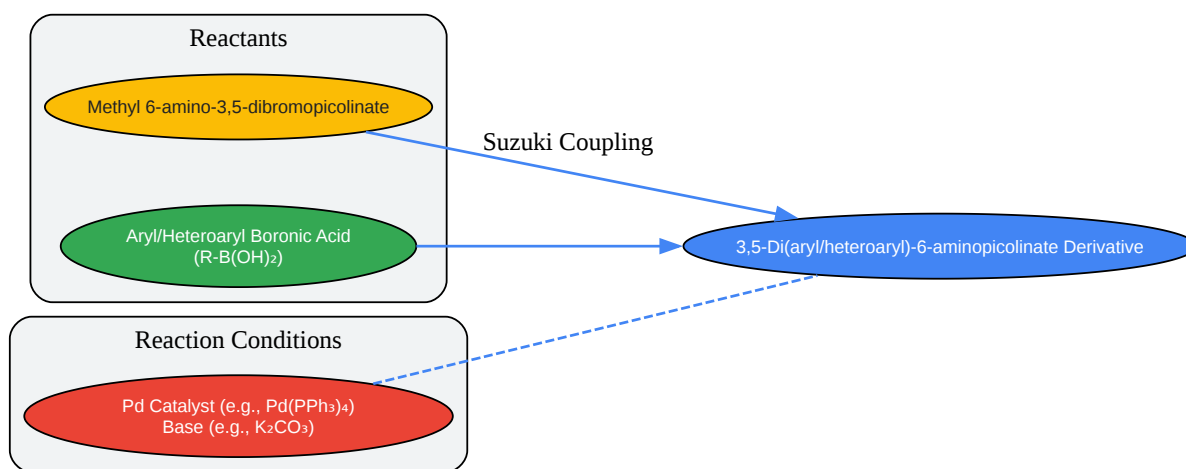 Reactants
Methyl 6-amino-3,5-dibromopicolinate
Suzuki Coupling
Aryl/Heteroaryl Boronic Acid
(R-B(OH)₂)
3,5-Di(aryl/heteroaryl)-6-aminopicolinate Derivative
Reaction Conditions
Pd Catalyst (e.g., Pd(PPh₃)₄)
Base (e.g., K₂CO₃)